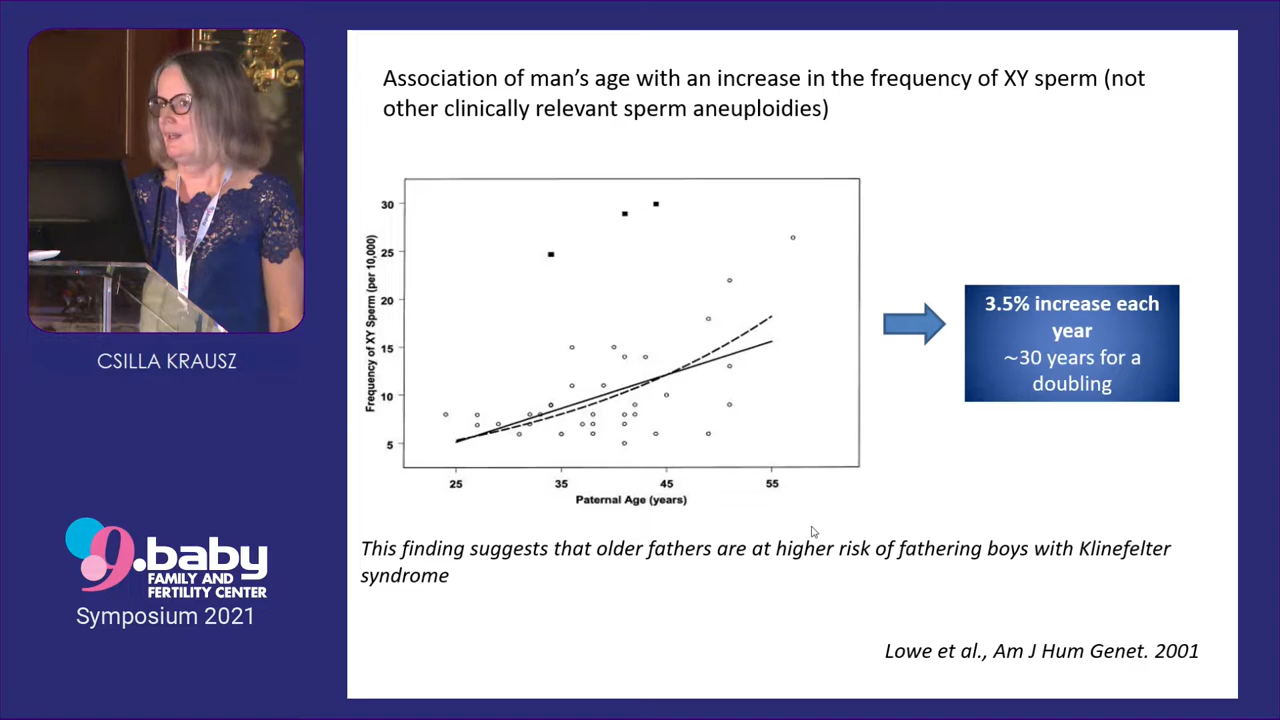 Association of man's age with an increase in the frequency of XY sperm (not
other clinically relevant sperm aneuploidies)
Frequency of XY Sperm (per 10,000)
30
25
20
15
10
5
25
35
45
55
Paternal Age (years)
3.5% increase each
year
~30 years for a
doubling
This finding suggests that older fathers are at higher risk of fathering boys with Klinefelter
syndrome
Lowe et al., Am J Hum Genet. 2001
CSILLA KRAUSZ
9.baby
FAMILY AND
FERTILITY CENTER
Symposium 2021